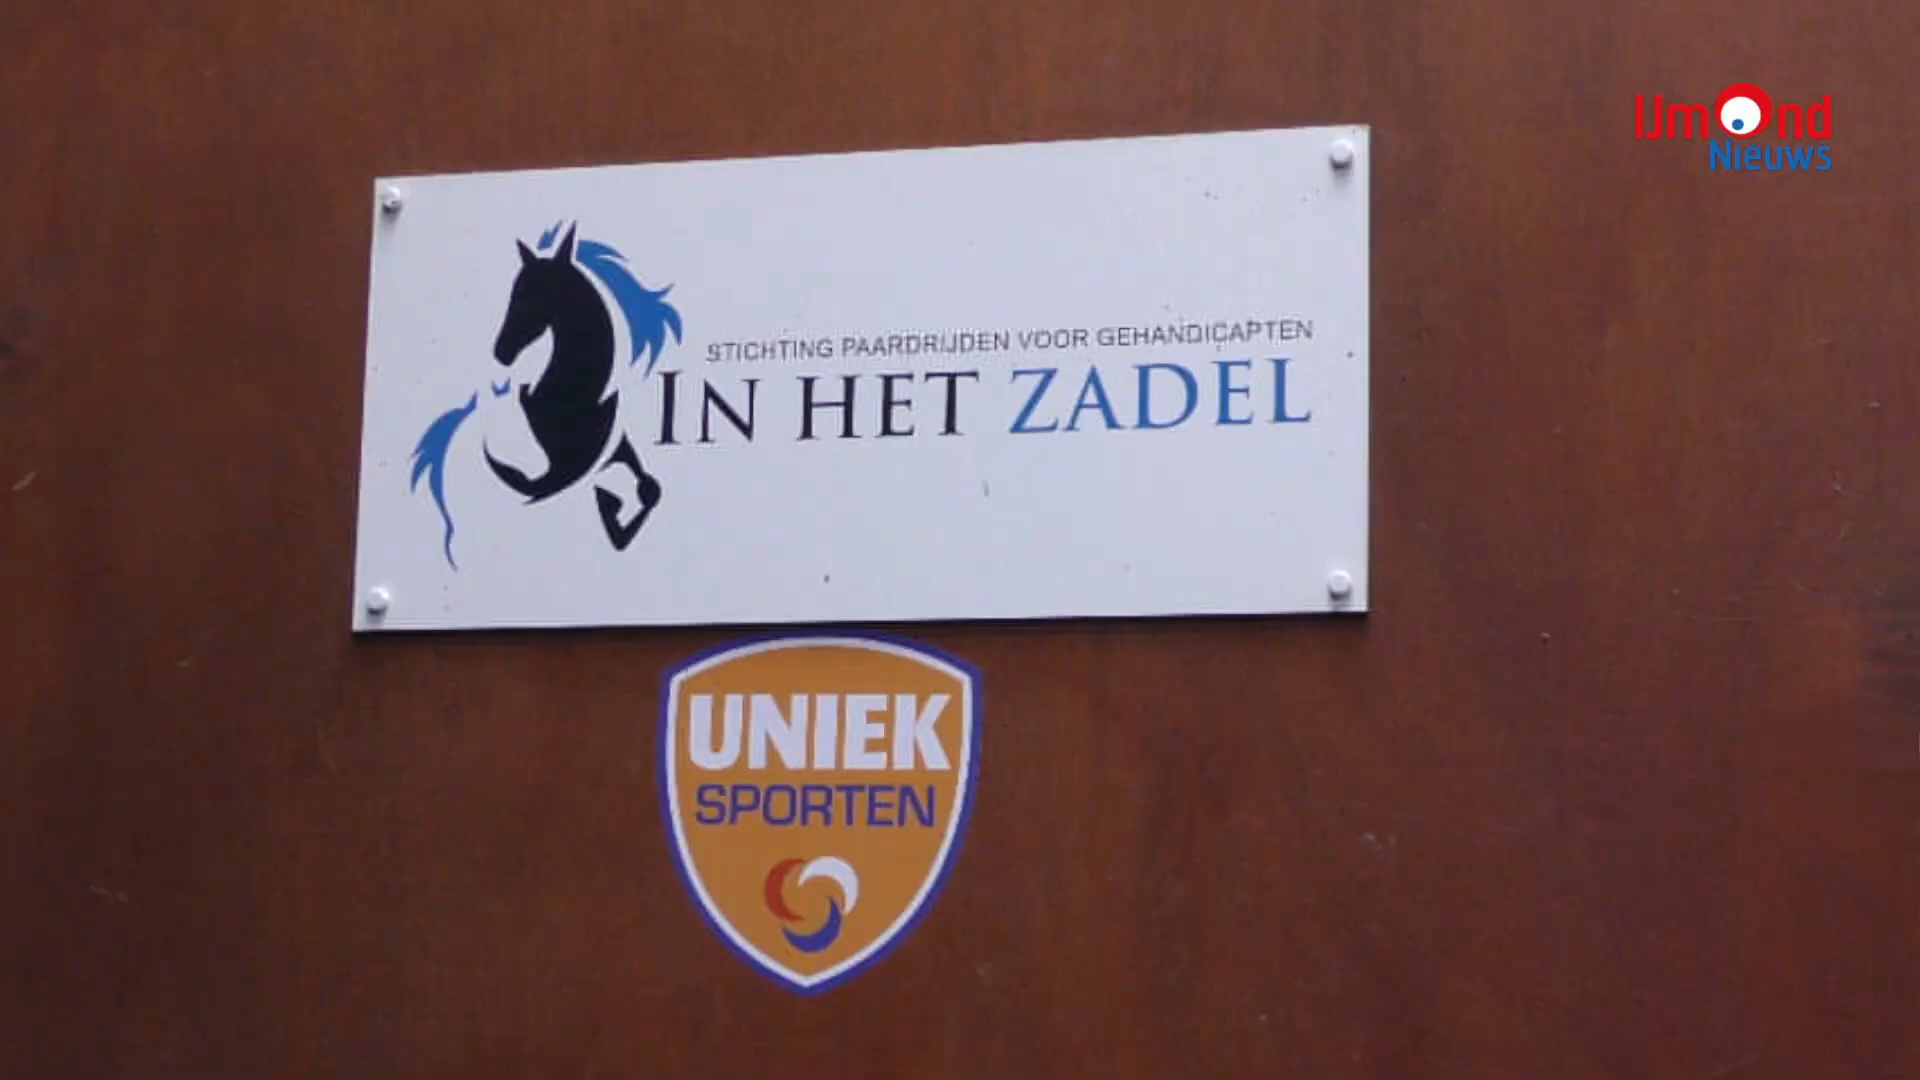 IJmond
Nieuws
STICHTING PAARDRIJDEN VOOR GEHANDICAPTEN
IN HET ZADEL
UNIEK
SPORTEN